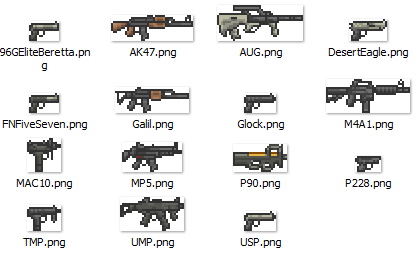 96GEliteBeretta.pn
g
AK47.png
AUG.png
DesertEagle.png
FNFiveSeven.png
Galil.png
Glock.png
M4A1.png
MAC10.png
MP5.png
P90.png
P228.png
TMP.png
UMP.png
USP.png